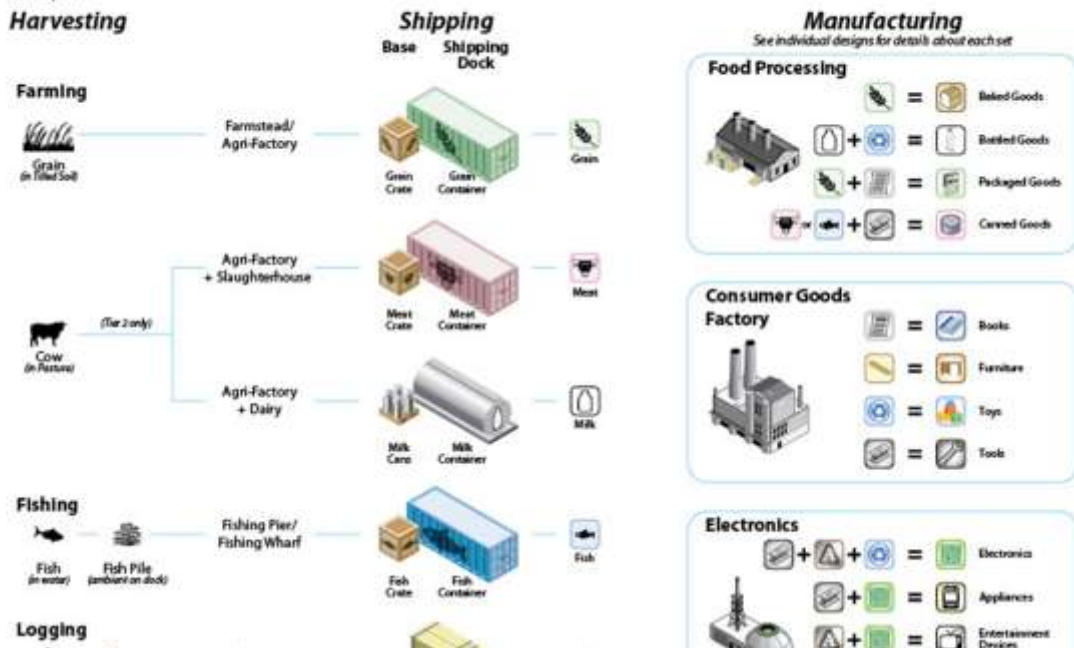 Harvesting
Shipping
Manufacturing
See individual designs for details about each set
Base
Shipping
Dock
Farming
Grain
(in Tilled Soil)
Farmstead/
Agri-Factory
Grain
Crate
Grain
Container
Grain
Cow
(in Pasture)
(Tier 2 only)
Agri-Factory
+ Slaughterhouse
Meat
Crate
Meat
Container
Meat
Agri-Factory
+ Dairy
Milk
Cans
Milk
Container
Milk
Fishing
Fish
(in water)
Fish Pile
(ambient on dock)
Fishing Pier/
Fishing Wharf
Fish
Crate
Fish
Container
Fish
Logging
Food Processing
= Baked Goods
+ = Bottled Goods
+ = Packaged Goods
or + = Canned Goods
Consumer Goods
Factory
= Books
= Furniture
= Toys
= Tools
Electronics
+ + = Electronics
+ = Appliances
+ = Entertainment
Devices